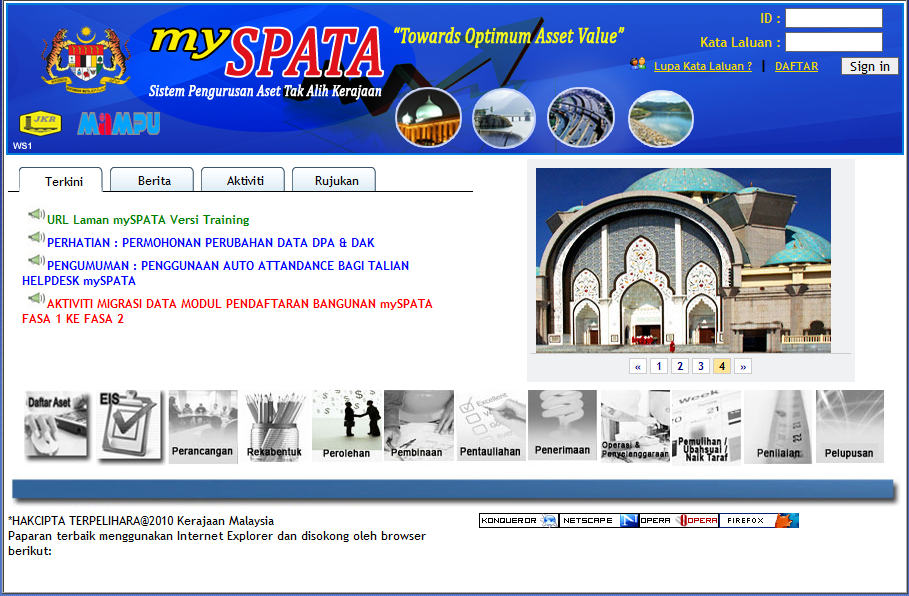 mySPATA
"Towards Optimum Asset Value"
Sistem Pengurusan Aset Tak Alih Kerajaan
JKR
MAMPU
WS1
ID :
Kata Laluan :
Lupa Kata Laluan ? | DAFTAR
Sign in
Terkini
Berita
Aktiviti
Rujukan
URL Laman mySPATA Versi Training
PERHATIAN : PERMOHONAN PERUBAHAN DATA DPA & DAK
PENGUMUMAN : PENGGUNAAN AUTO ATTANDANCE BAGI TALIAN
HELPDESK mySPATA
AKTIVITI MIGRASI DATA MODUL PENDAFTARAN BANGUNAN mySPATA
FASA 1 KE FASA 2
« 1 2 3 4 »
Daftar Aset
EIS
Perancangan
Rekabentuk
Perolehan
Pembinaan
Excellent
Pentauliahan
Penerimaan
Operasi &
Penyelenggaraan
Week
Pemulihan /
Ubahsuai /
Naik Taraf
Penilaian
Pelupusan
*HAKCIPTA TERPELIHARA@2010 Kerajaan Malaysia
Paparan terbaik menggunakan Internet Explorer dan disokong oleh browser
berikut:
KONQUEROR
NETSCAPE
OPERA OPERA
FIREFOX